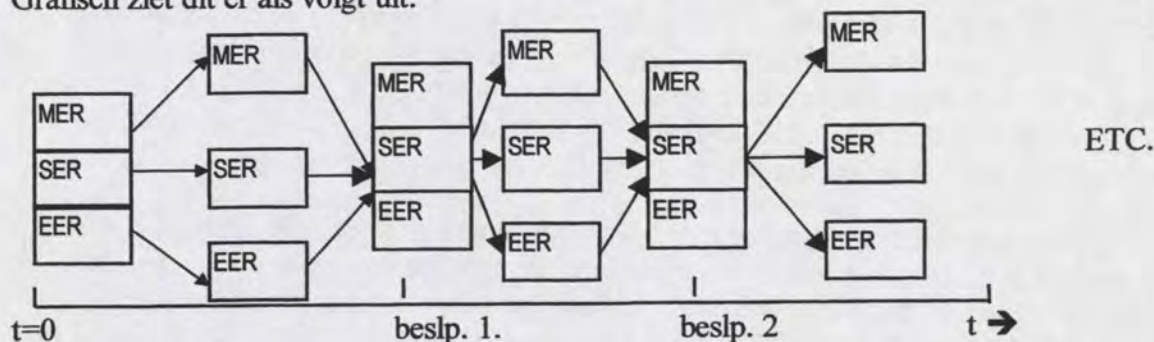 Grafisch ziet dit er als volgt uit:
MER MER MER
MER MER MER
SER SER SER SER SER SER ETC.
EER EER EER EER EER EER
t=0 beslp. 1. beslp. 2 t ➔